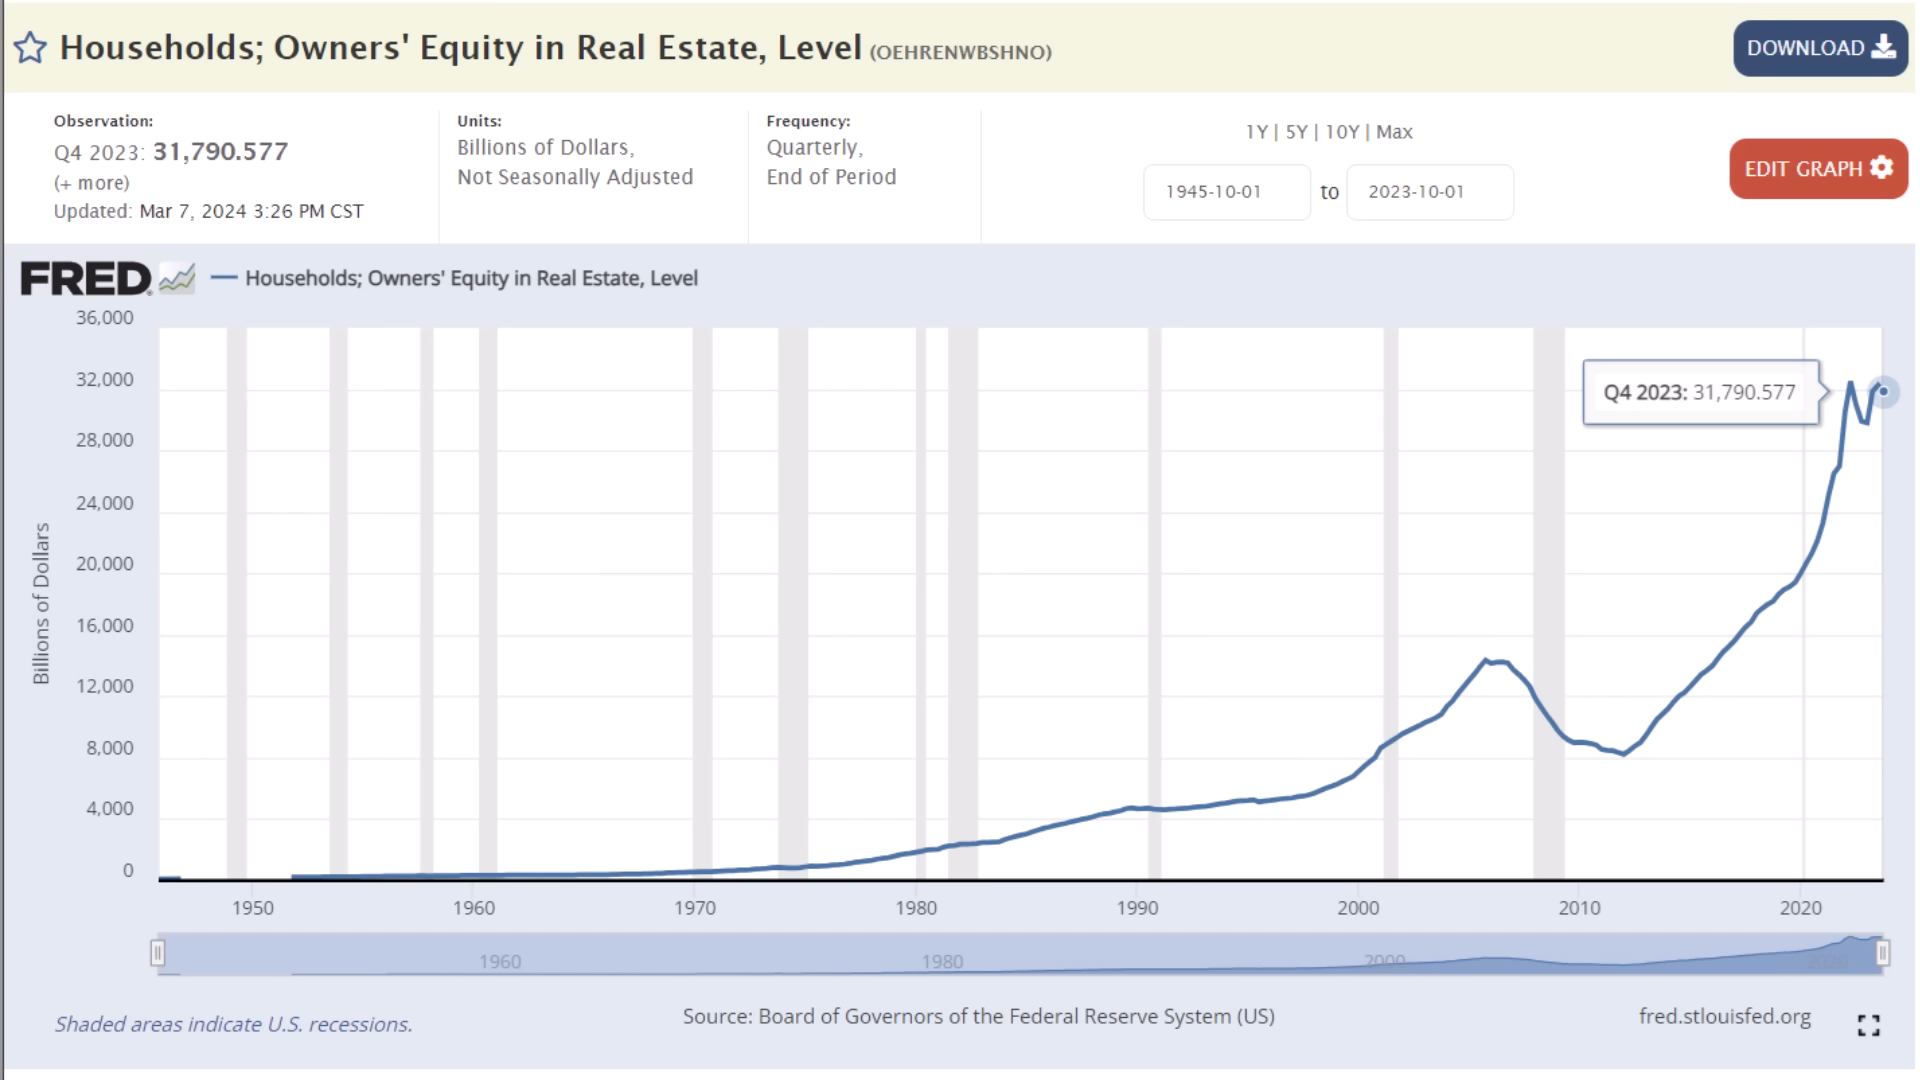 Households; Owners' Equity in Real Estate, Level (OEHRENWBSHNO)
DOWNLOAD
Observation:
Q4 2023: 31,790.577
(+ more)
Updated: Mar 7, 2024 3:26 PM CST
Units:
Billions of Dollars,
Not Seasonally Adjusted
Frequency:
Quarterly,
End of Period
1Y | 5Y | 10Y | Max
1945-10-01 to 2023-10-01
EDIT GRAPH
FRED
Households; Owners' Equity in Real Estate, Level
36,000
32,000
28,000
24,000
20,000
16,000
12,000
8,000
4,000
0
Billions of Dollars
Q4 2023: 31,790.577
1950 1960 1970 1980 1990 2000 2010 2020
1960 1980 2000 2020
Shaded areas indicate U.S. recessions.
Source: Board of Governors of the Federal Reserve System (US)
fred.stlouisfed.org